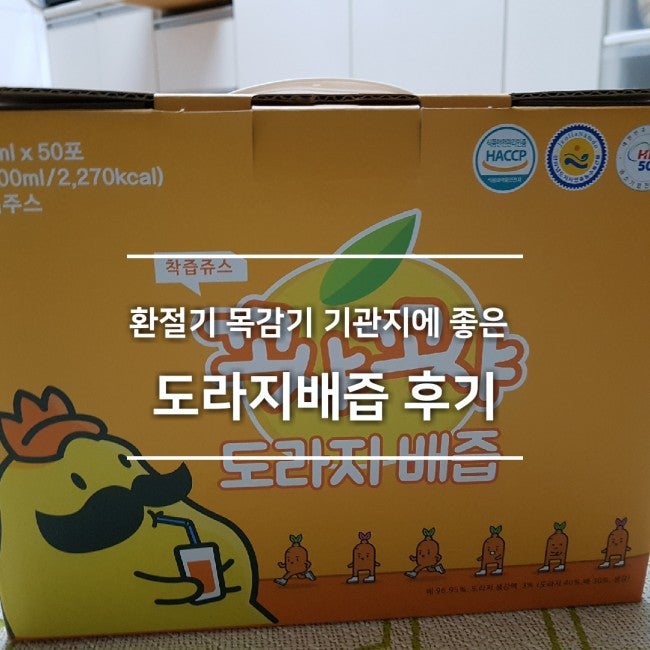 ml x 50포
00ml/2,270kcal)
주스
HACCP
착즙쥬스
환절기 목감기 기관지에 좋은
도라지배즙 후기
도라지 배즙